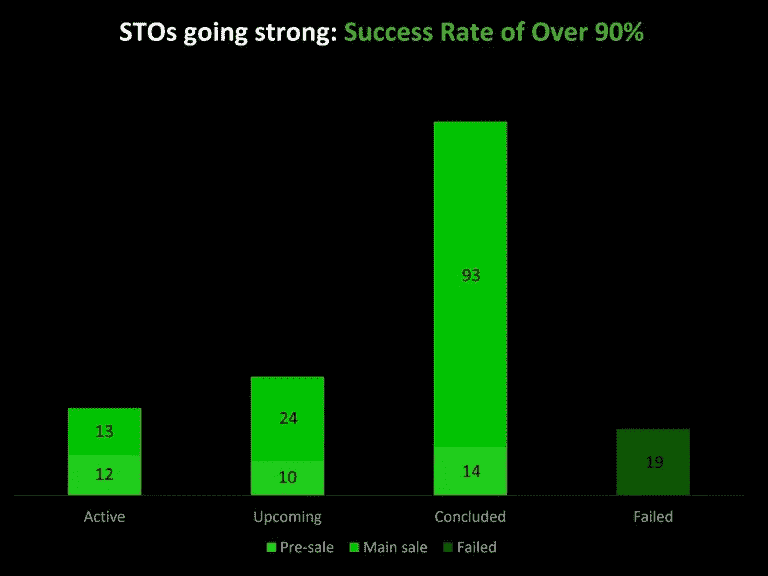 STOs going strong: Success Rate of Over 90%
93
13
24
12
10
14
19
Active Upcoming Concluded Failed
Pre-sale Main sale Failed